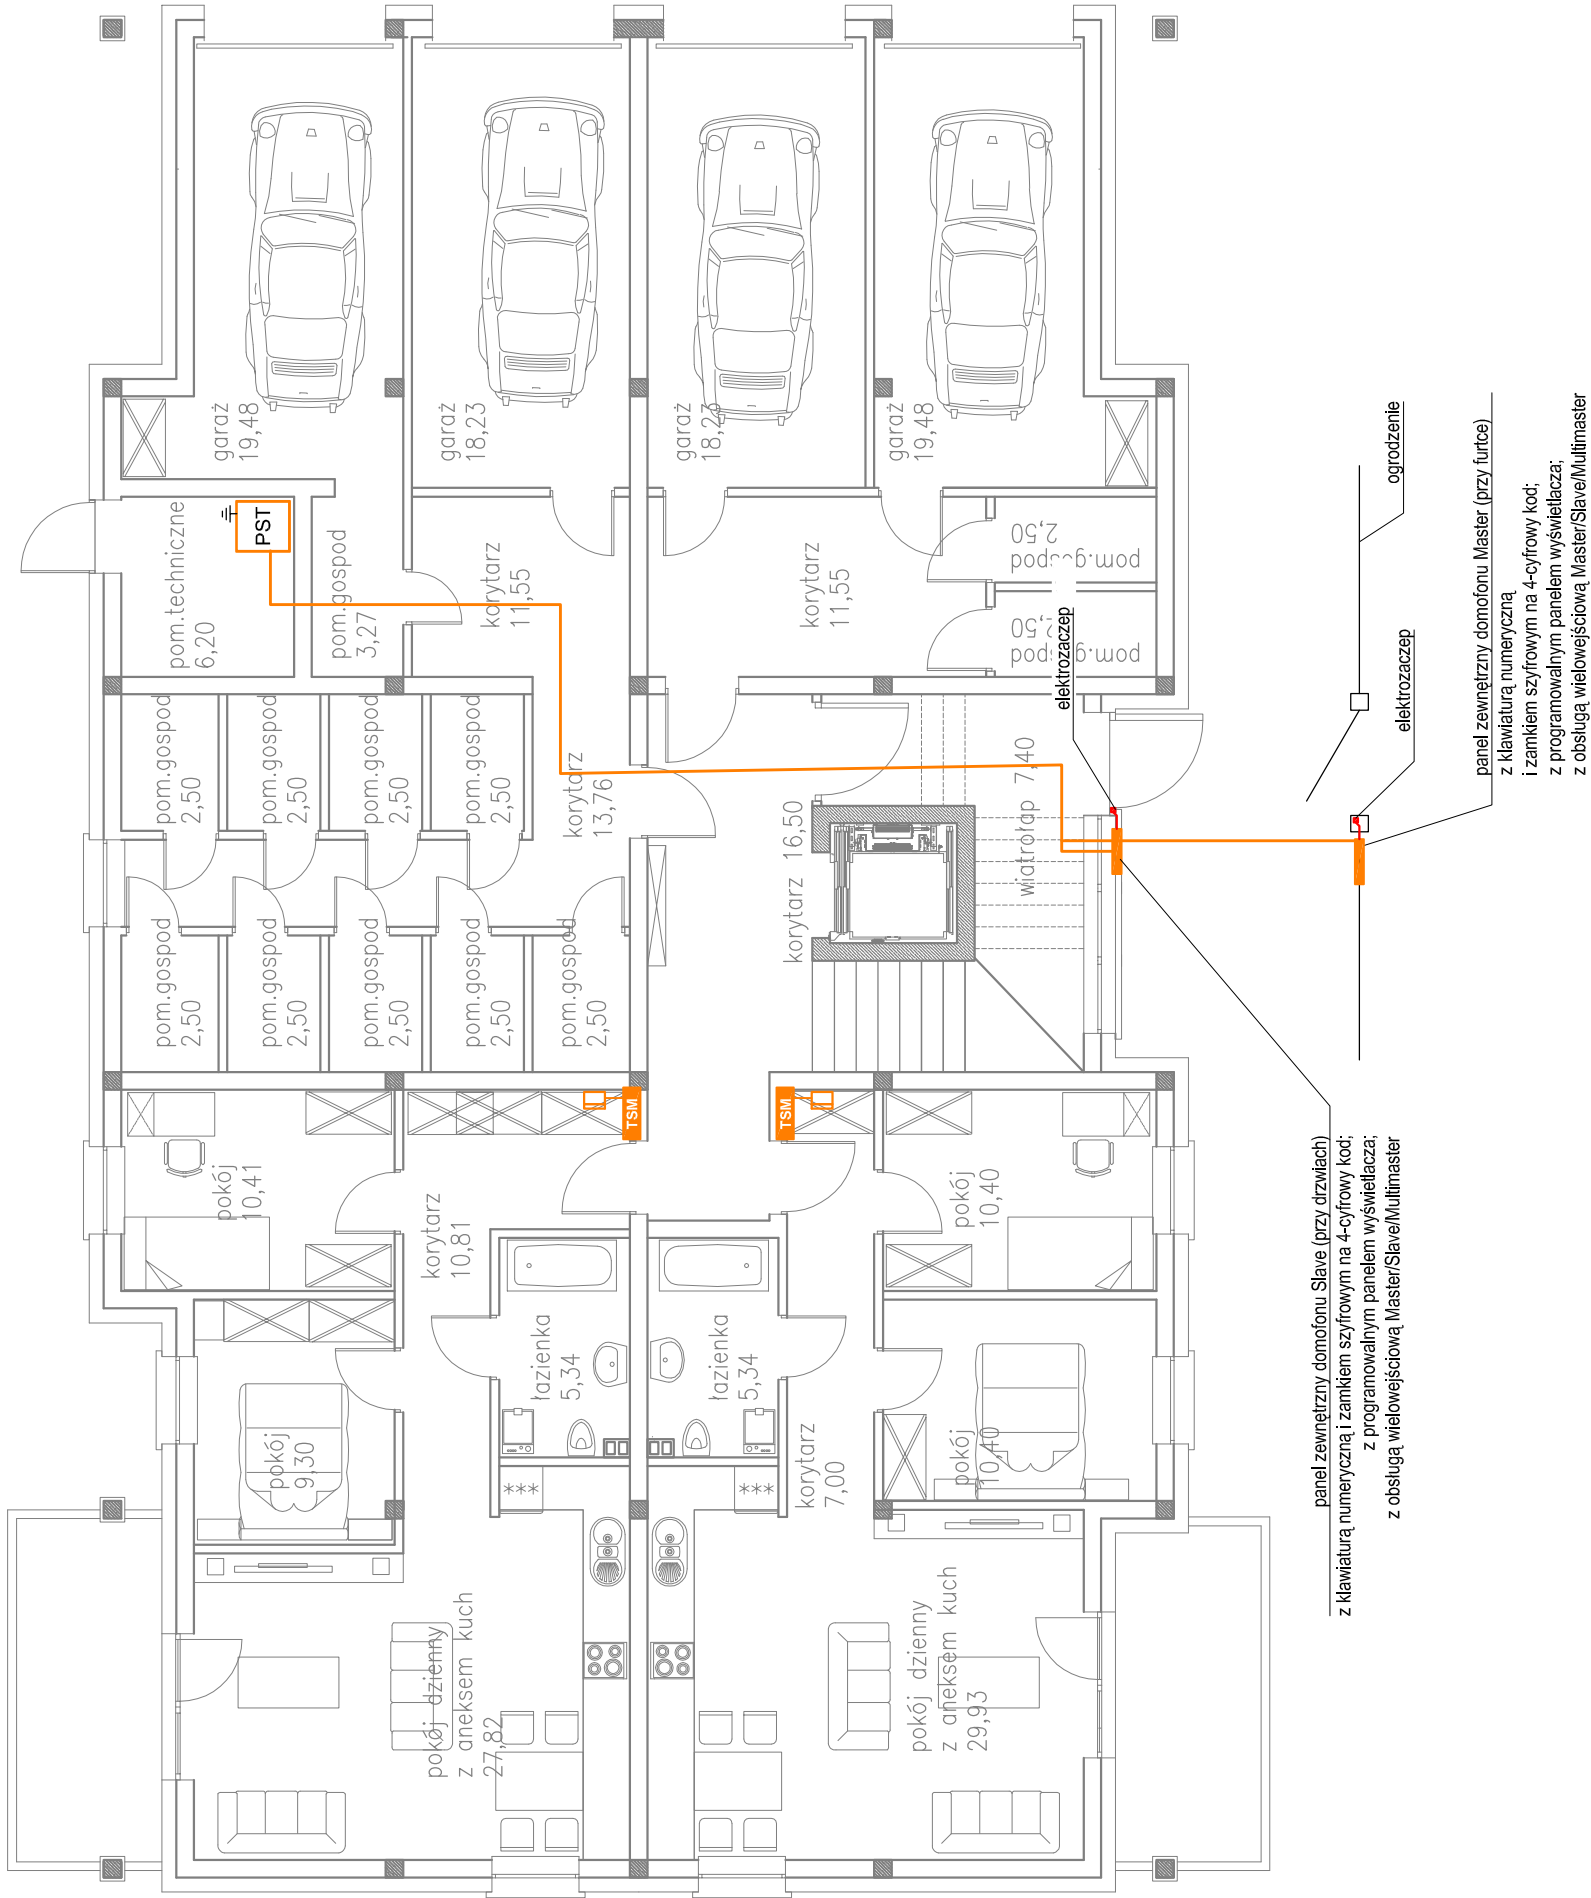 garaż
19,48
garaż
18,23
garaż
18,23
garaż
19,48
pom.techniczne
6,20
PST
pom.gospod
3,27
korytarz
11,55
korytarz
11,55
pom.gospod
2,50
pom.gospod
2,50
elektrozaczep
pom.gospod
2,50
pom.gospod
2,50
pom.gospod
2,50
pom.gospod
2,50
korytarz
13,76
korytarz 16,50
wiatrołap 7,40
pom.gospod
2,50
pom.gospod
2,50
pom.gospod
2,50
pom.gospod
2,50
pom.gospod
2,50
TSM
TSM
pokój
10,41
korytarz
10,81
pokój
10,40
łazienka
5,34
łazienka
5,34
pokój
9,30
korytarz
7,00
pokój
10,40
***
***
pokój dzienny
z aneksem kuch
27,82
pokój dzienny
z aneksem kuch
29,93
ogrodzenie
elektrozaczep
panel zewnętrzny domofonu Master (przy furtce)
z klawiaturą numeryczną
i zamkiem szyfrowym na 4-cyfrowy kod;
z programowalnym panelem wyświetlacza;
z obsługą wielowejściową Master/Slave/Multimaster
panel zewnętrzny domofonu Slave (przy drzwiach)
z klawiaturą numeryczną i zamkiem szyfrowym na 4-cyfrowy kod;
z programowalnym panelem wyświetlacza;
z obsługą wielowejściową Master/Slave/Multimaster